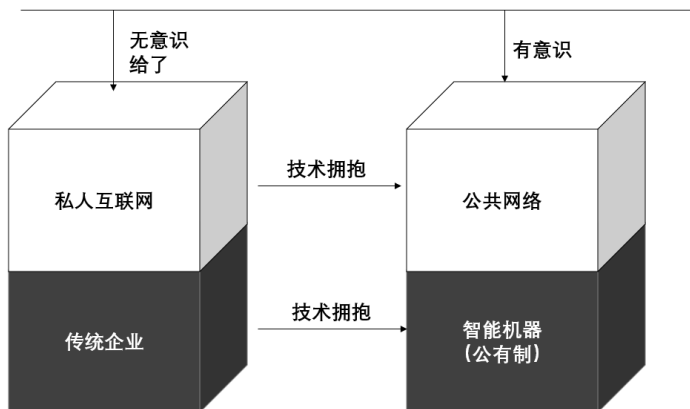 无意识
给了
有意识
私人互联网
技术拥抱
公共网络
传统企业
技术拥抱
智能机器
(公有制)